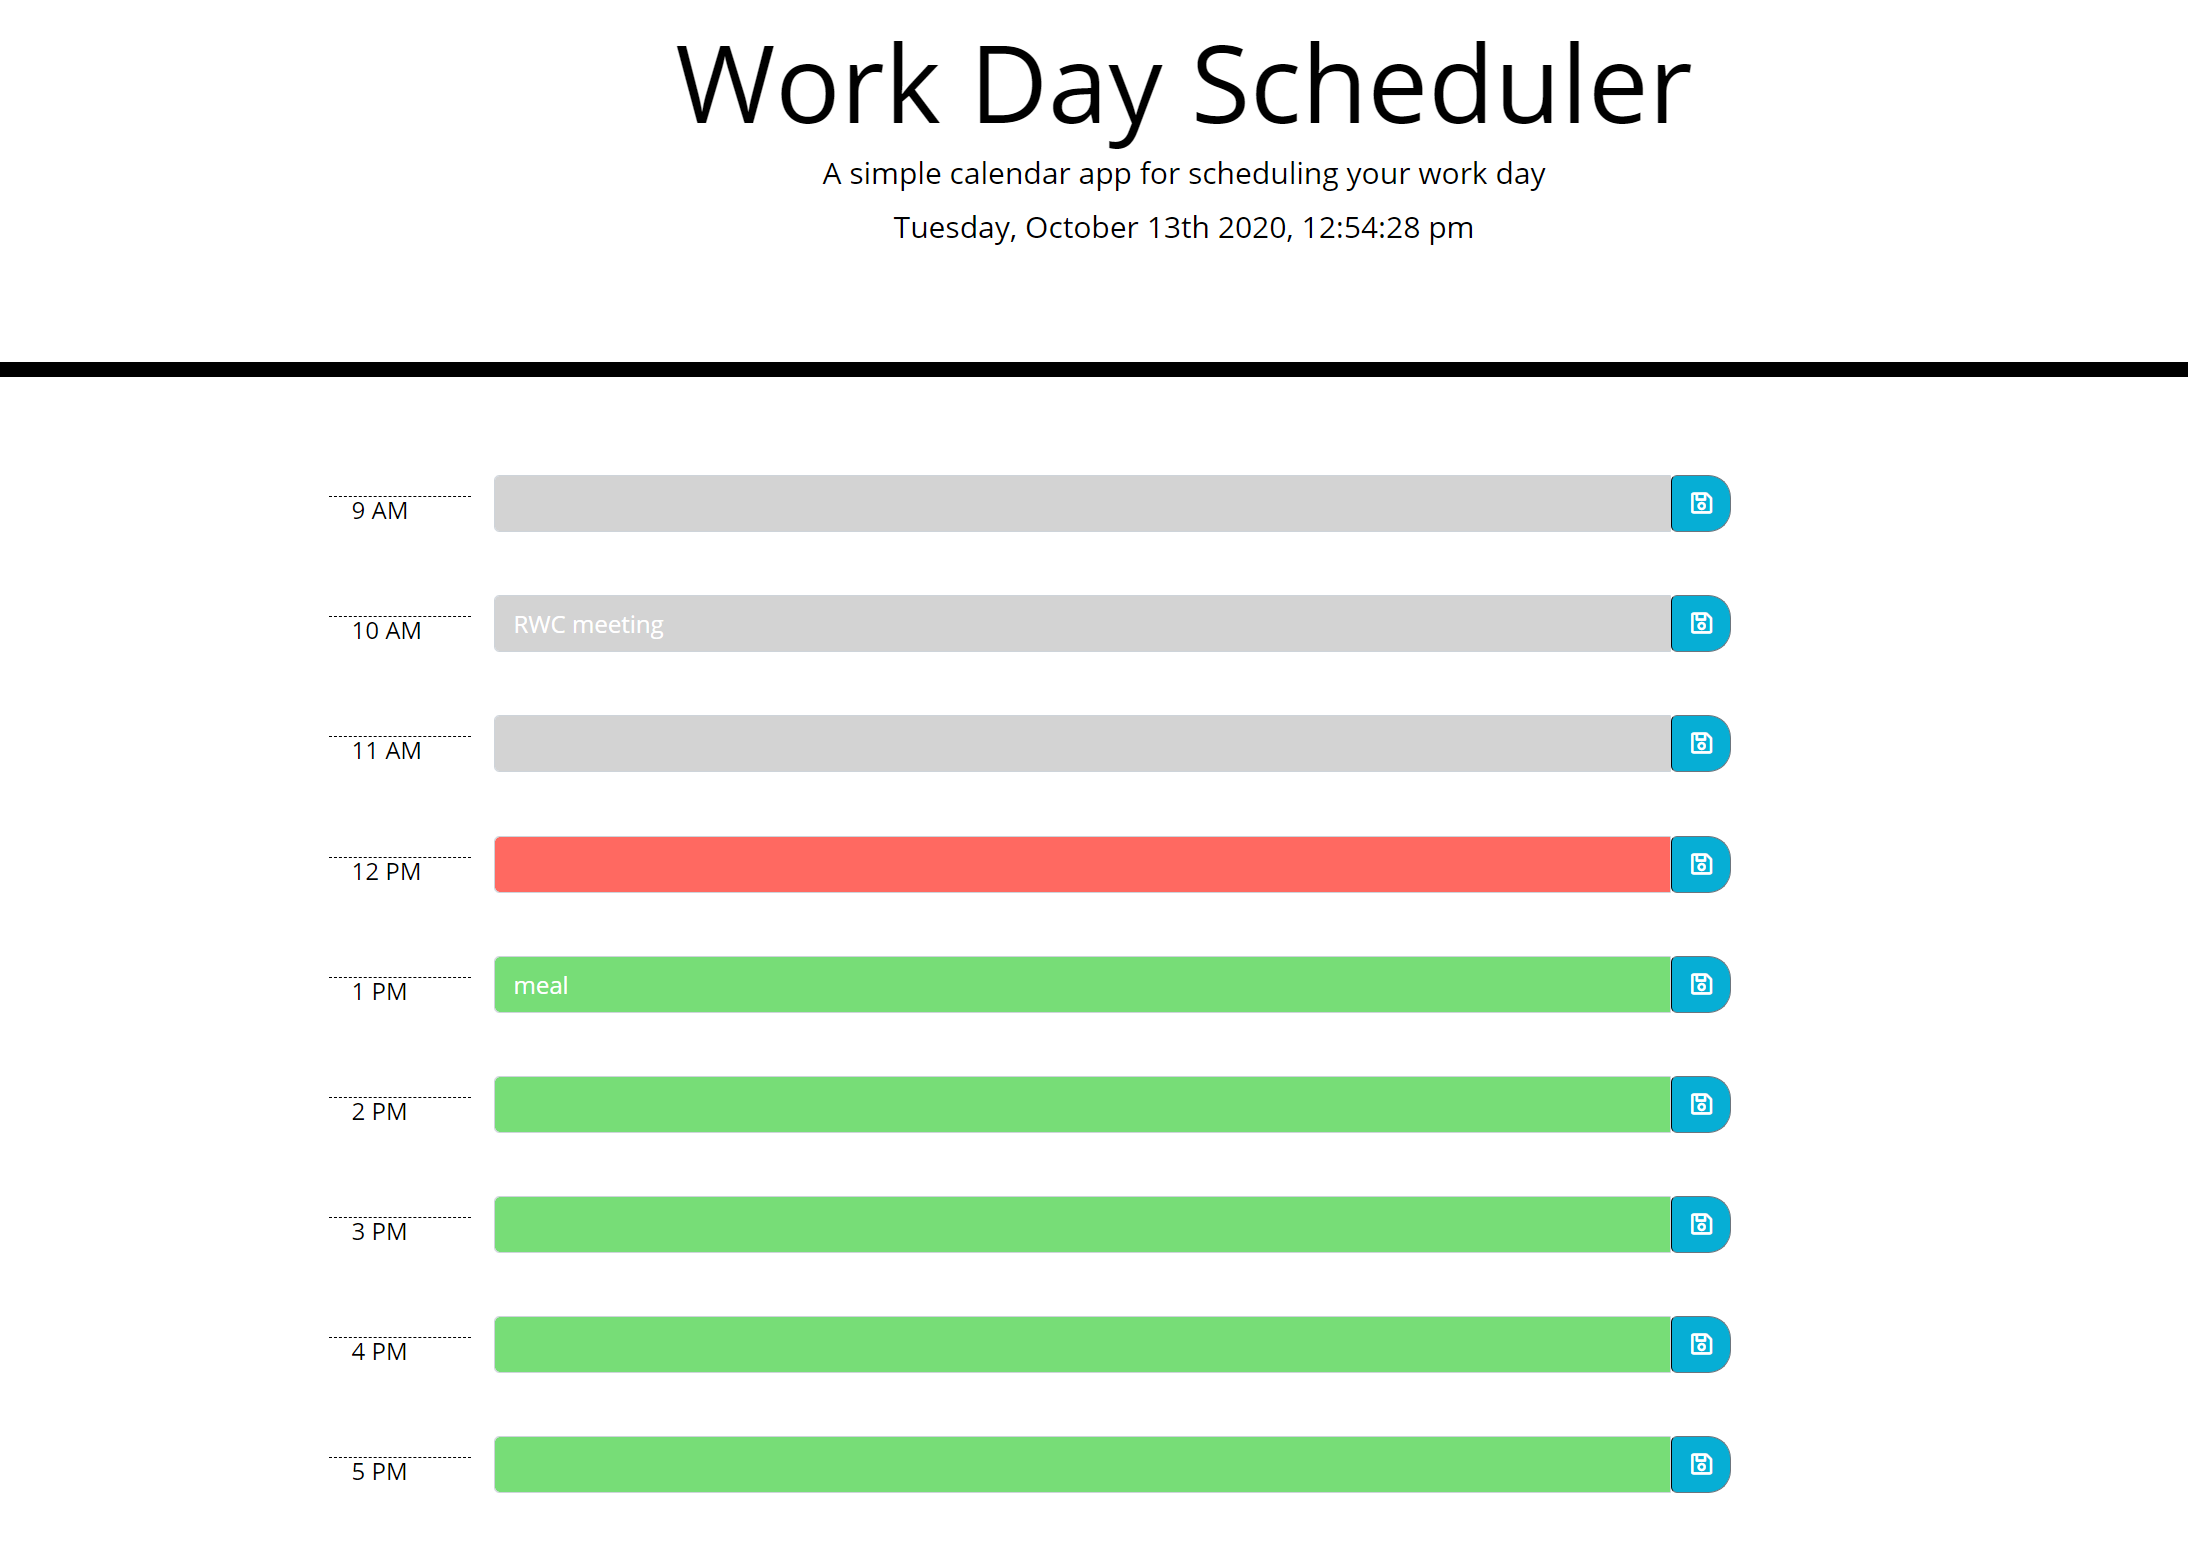 Work Day Scheduler
A simple calendar app for scheduling your work day
Tuesday, October 13th 2020, 12:54:28 pm
9 AM
10 AM
RWC meeting
11 AM
12 PM
1 PM
meal
2 PM
3 PM
4 PM
5 PM